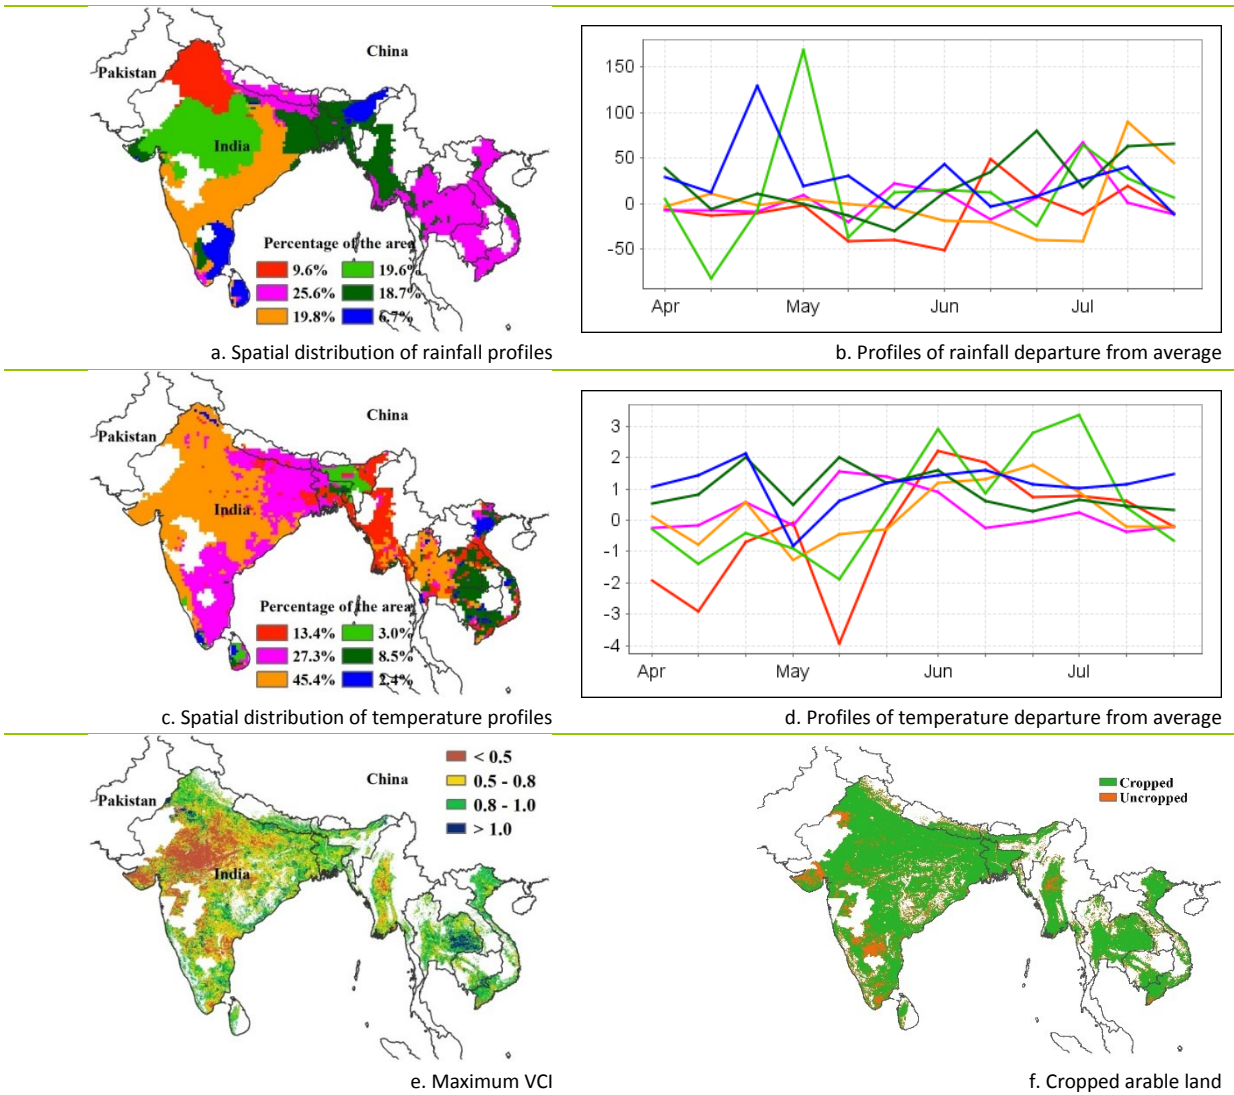 China
Pakistan
India
Percentage of the area
9.6% 19.6%
25.6% 18.7%
19.8% 6.7%
a. Spatial distribution of rainfall profiles
150
100
50
0
-50
Apr May Jun Jul
b. Profiles of rainfall departure from average
China
Pakistan
India
Percentage of the area
13.4% 3.0%
27.3% 8.5%
45.4% 2.4%
c. Spatial distribution of temperature profiles
3
2
1
0
-1
-2
-3
-4
Apr May Jun Jul
d. Profiles of temperature departure from average
< 0.5
0.5 - 0.8
0.8 - 1.0
> 1.0
China
Pakistan
India
e. Maximum VCI
Cropped
Uncropped
f. Cropped arable land